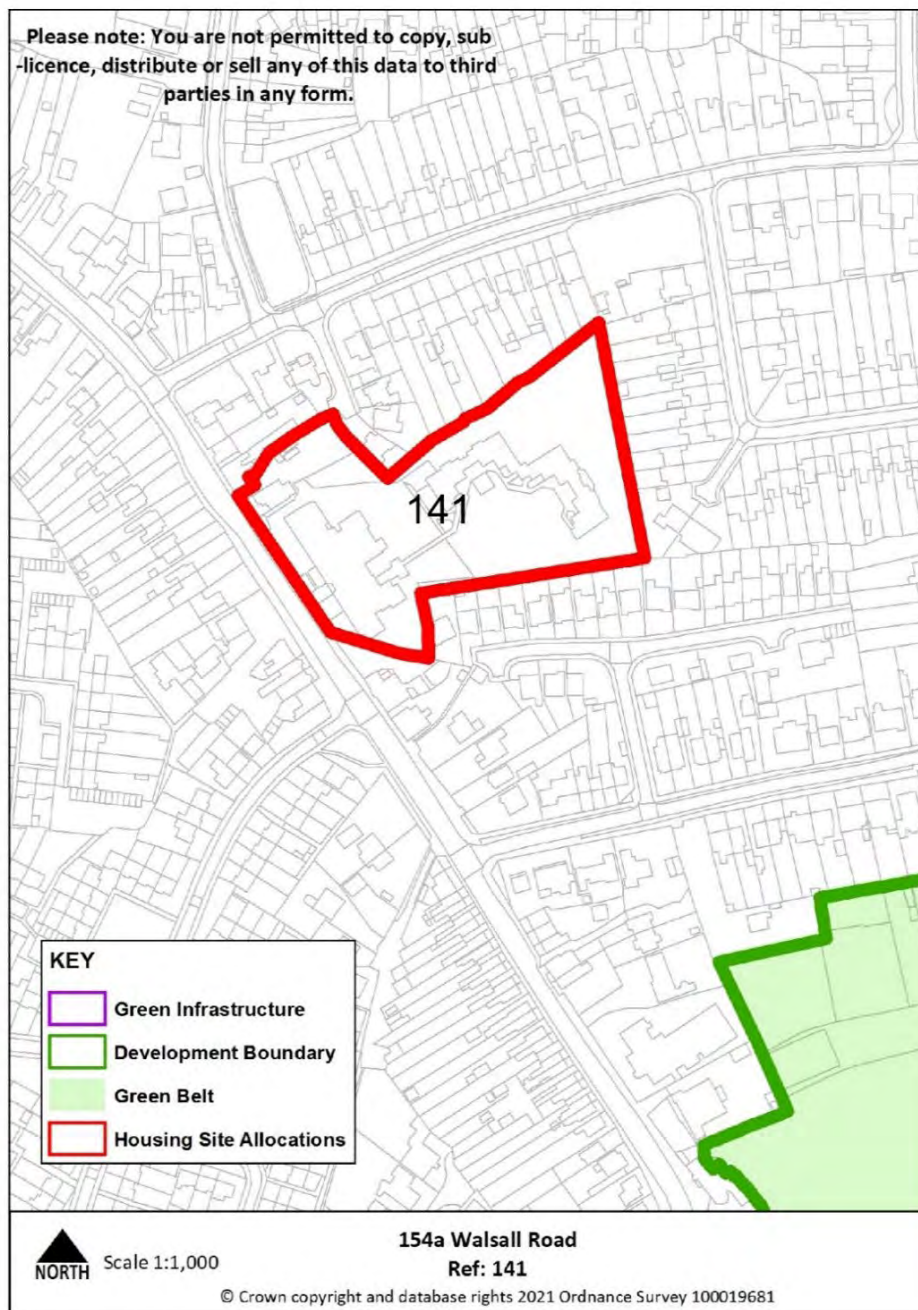 Please note: You are not permitted to copy, sub
-licence, distribute or sell any of this data to third
parties in any form.
141
KEY
Green Infrastructure
Development Boundary
Green Belt
Housing Site Allocations
NORTH
Scale 1:1,000
154a Walsall Road
Ref: 141
© Crown copyright and database rights 2021 Ordnance Survey 100019681